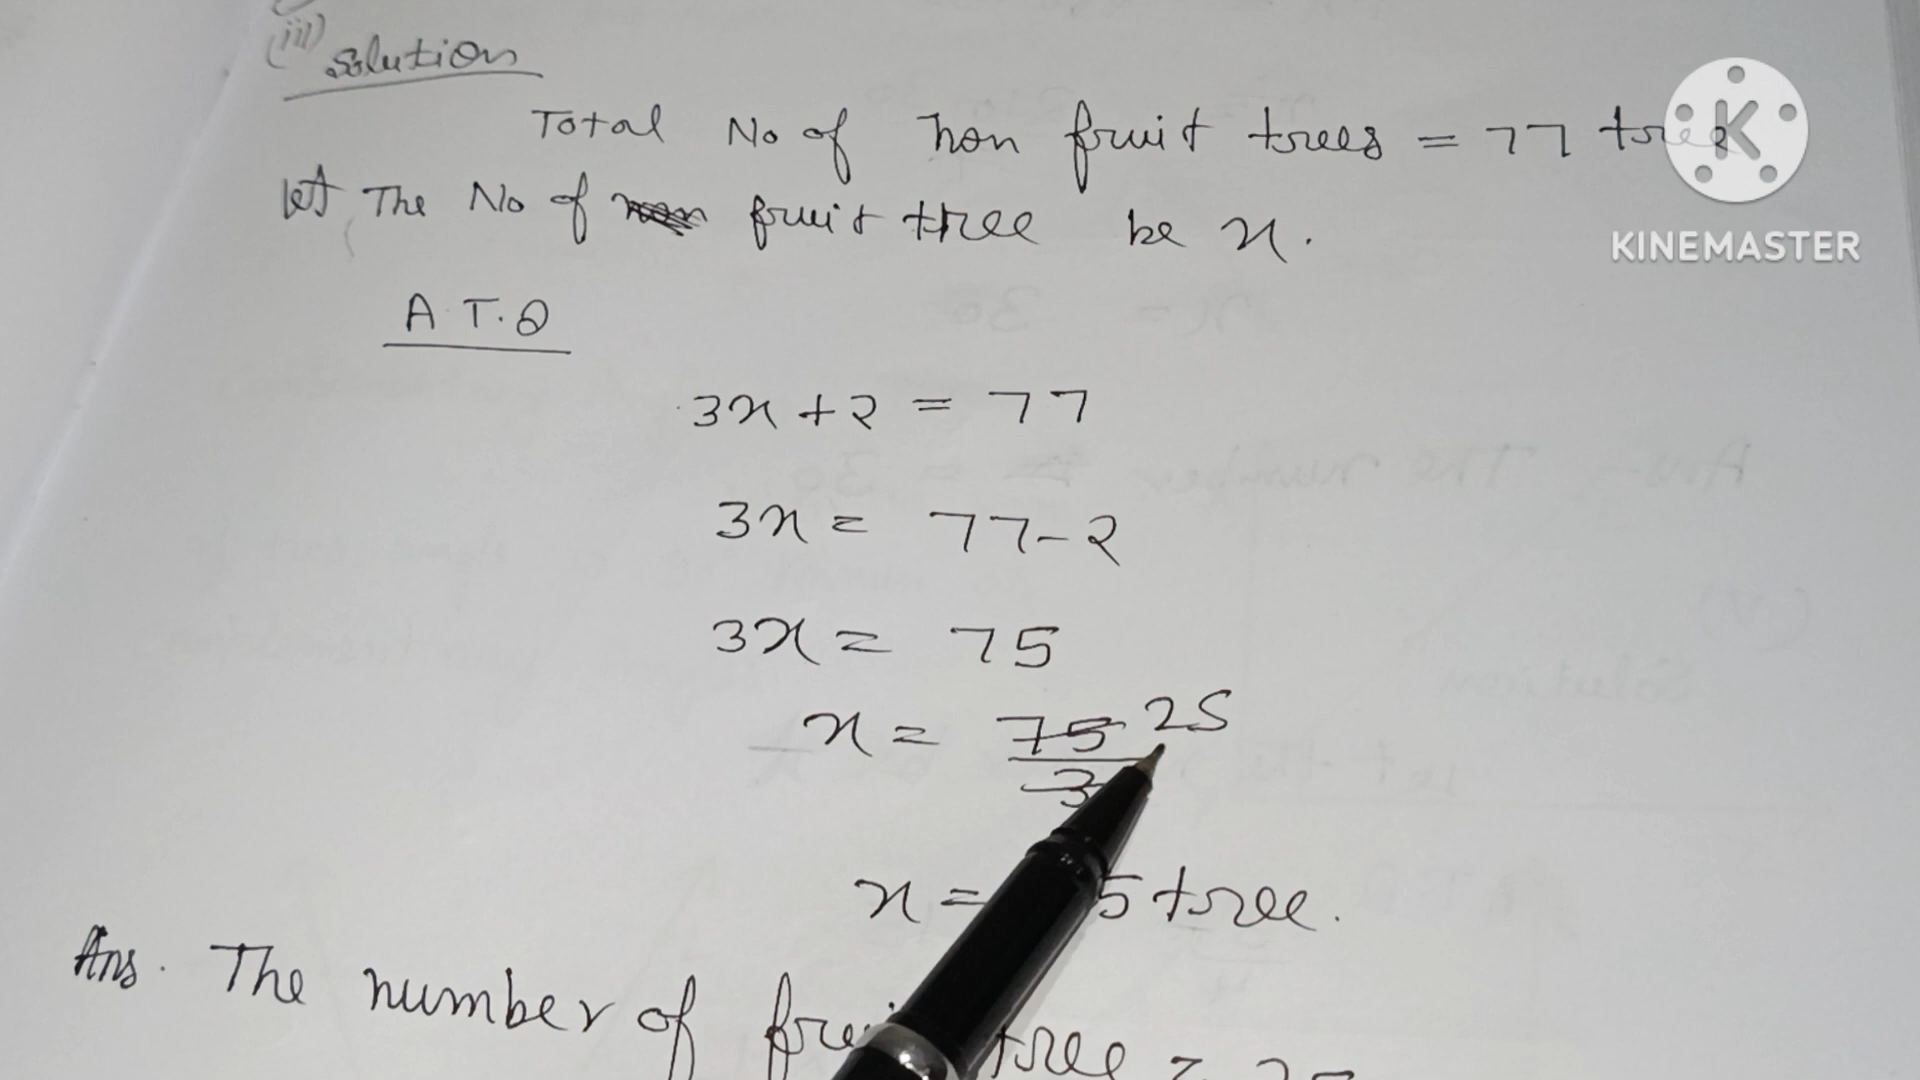 (iii) Solution
Total No of non fruit trees = 77
let The No of fruit tree be x.
A.T.Q
3x + 2 = 77
3x = 77 - 2
3x = 75
x = 75 25
3
x = 5 tree.
Ans. The number of tree =
KINEMASTER